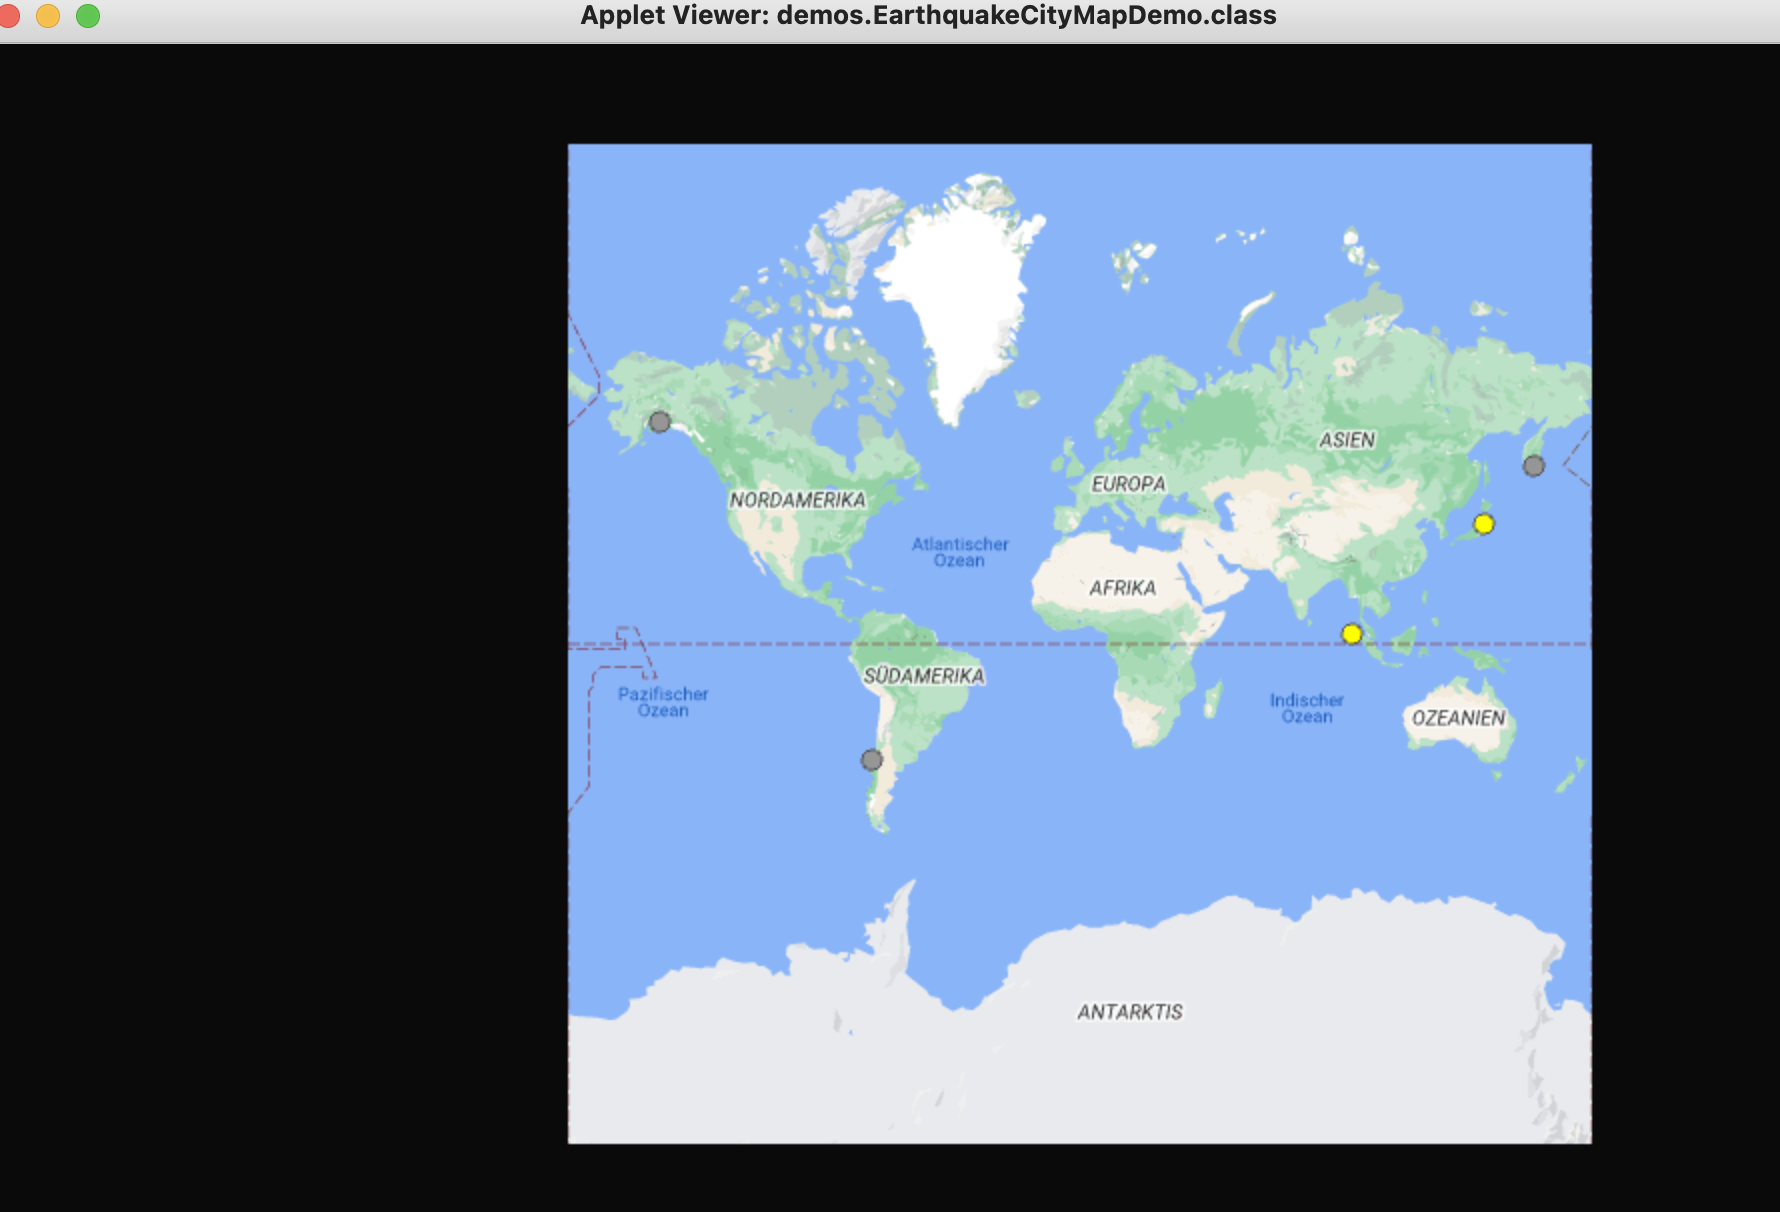 Applet Viewer: demos.EarthquakeCityMapDemo.class
ASIEN
EUROPA
NORDAMERIKA
Atlantischer
Ozean
AFRIKA
SÜDAMERIKA
Pazifischer
Ozean
Indischer
Ozean
OZEANIEN
ANTARKTIS